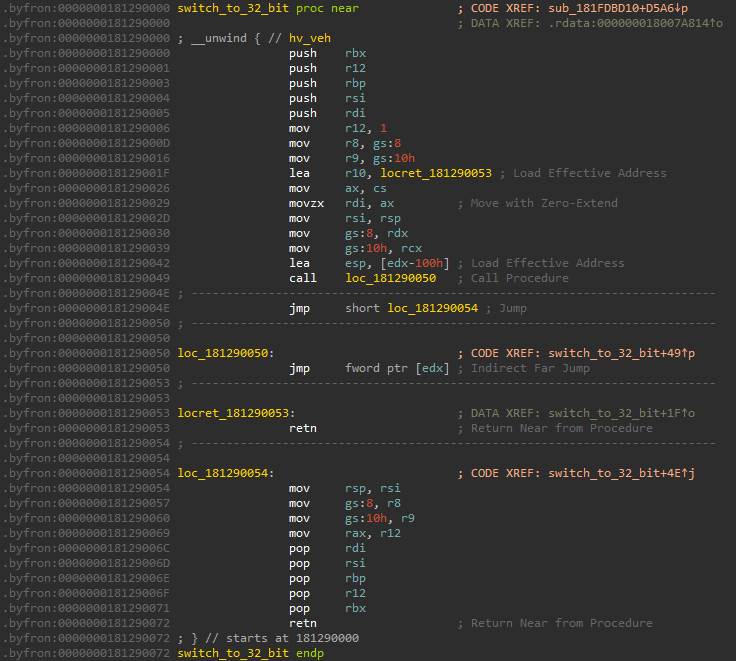 .byfron:0000000181290000 switch_to_32_bit proc near ; CODE XREF: sub_181FDBD10+D5A6↓p
.byfron:0000000181290000 ; DATA XREF: .rdata:000000018007A814↑o
.byfron:0000000181290000 ; __unwind { // hv_veh
.byfron:0000000181290000 push rbx
.byfron:0000000181290001 push r12
.byfron:0000000181290003 push rbp
.byfron:0000000181290004 push rsi
.byfron:0000000181290005 push rdi
.byfron:0000000181290006 mov r12, 1
.byfron:000000018129000D mov r8, gs:8
.byfron:0000000181290016 mov r9, gs:10h
.byfron:000000018129001F lea r10, locret_181290053 ; Load Effective Address
.byfron:0000000181290026 mov ax, cs
.byfron:0000000181290029 movzx rdi, ax ; Move with Zero-Extend
.byfron:000000018129002D mov rsi, rsp
.byfron:0000000181290030 mov gs:8, rdx
.byfron:0000000181290039 mov gs:10h, rcx
.byfron:0000000181290042 lea esp, [edx-100h] ; Load Effective Address
.byfron:0000000181290049 call loc_181290050 ; Call Procedure
.byfron:000000018129004E ; ---------------------------------------------------------------------------
.byfron:000000018129004E jmp short loc_181290054 ; Jump
.byfron:0000000181290050 ; ---------------------------------------------------------------------------
.byfron:0000000181290050
.byfron:0000000181290050 loc_181290050: ; CODE XREF: switch_to_32_bit+49↑p
.byfron:0000000181290050 jmp fword ptr [edx] ; Indirect Far Jump
.byfron:0000000181290053 ; ---------------------------------------------------------------------------
.byfron:0000000181290053
.byfron:0000000181290053 locret_181290053: ; DATA XREF: switch_to_32_bit+1F↑o
.byfron:0000000181290053 retn ; Return Near from Procedure
.byfron:0000000181290054 ; ---------------------------------------------------------------------------
.byfron:0000000181290054
.byfron:0000000181290054 loc_181290054: ; CODE XREF: switch_to_32_bit+4E↑j
.byfron:0000000181290054 mov rsp, rsi
.byfron:0000000181290057 mov gs:8, r8
.byfron:0000000181290060 mov gs:10h, r9
.byfron:0000000181290069 mov rax, r12
.byfron:000000018129006C pop rdi
.byfron:000000018129006D pop rsi
.byfron:000000018129006E pop rbp
.byfron:000000018129006F pop r12
.byfron:0000000181290071 pop rbx
.byfron:0000000181290072 retn ; Return Near from Procedure
.byfron:0000000181290072 ; } // starts at 181290000
.byfron:0000000181290072 switch_to_32_bit endp